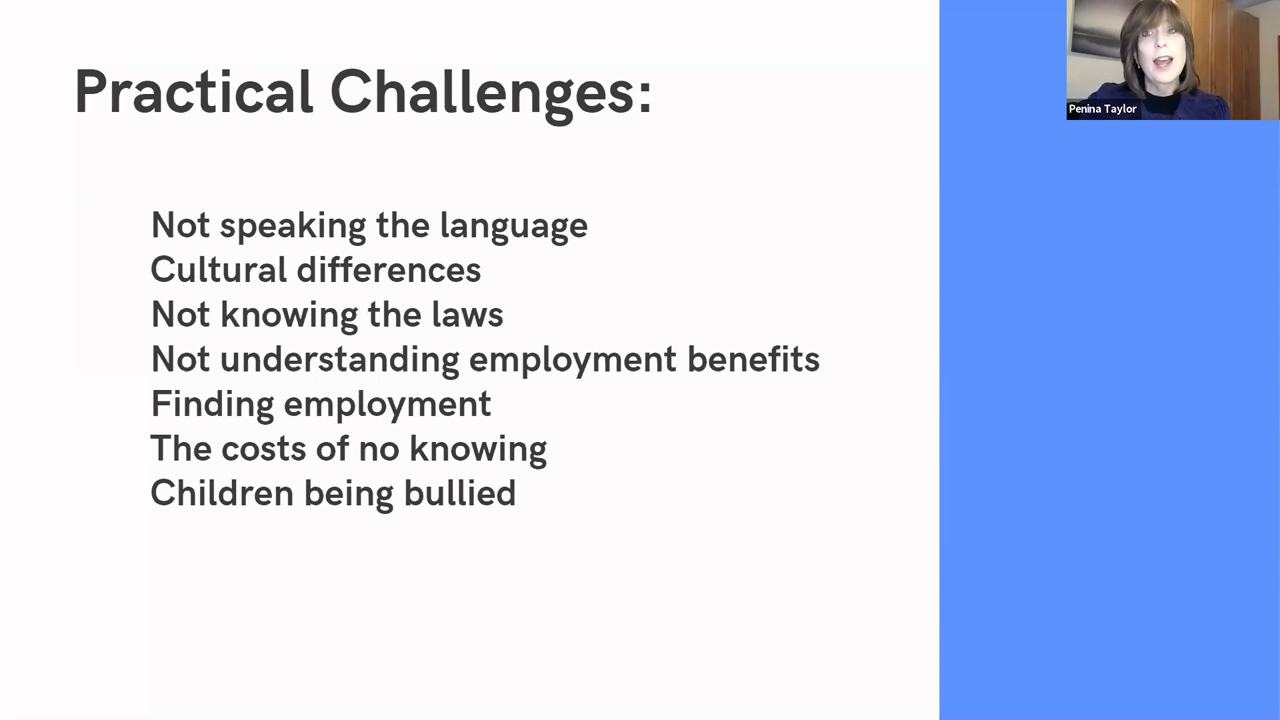 Practical Challenges:
Not speaking the language
Cultural differences
Not knowing the laws
Not understanding employment benefits
Finding employment
The costs of no knowing
Children being bullied
Penina Taylor